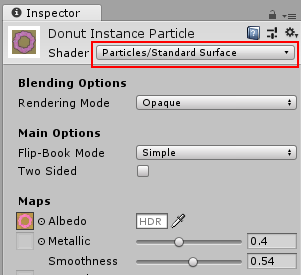 Inspector
Donut Instance Particle
Shader Particles/Standard Surface
Blending Options
Rendering Mode Opaque
Main Options
Flip-Book Mode Simple
Two Sided
Maps
Albedo HDR
Metallic 0.4
Smoothness 0.54